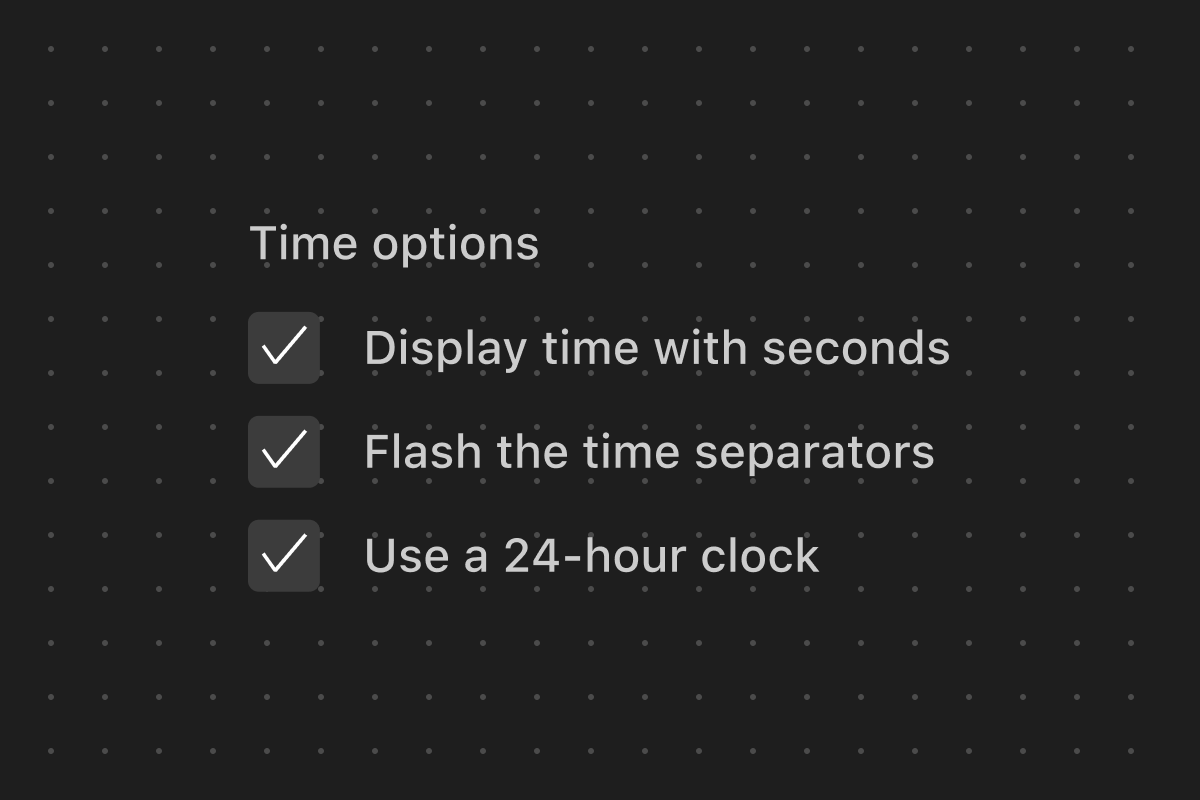 Time options
Display time with seconds
Flash the time separators
Use a 24-hour clock